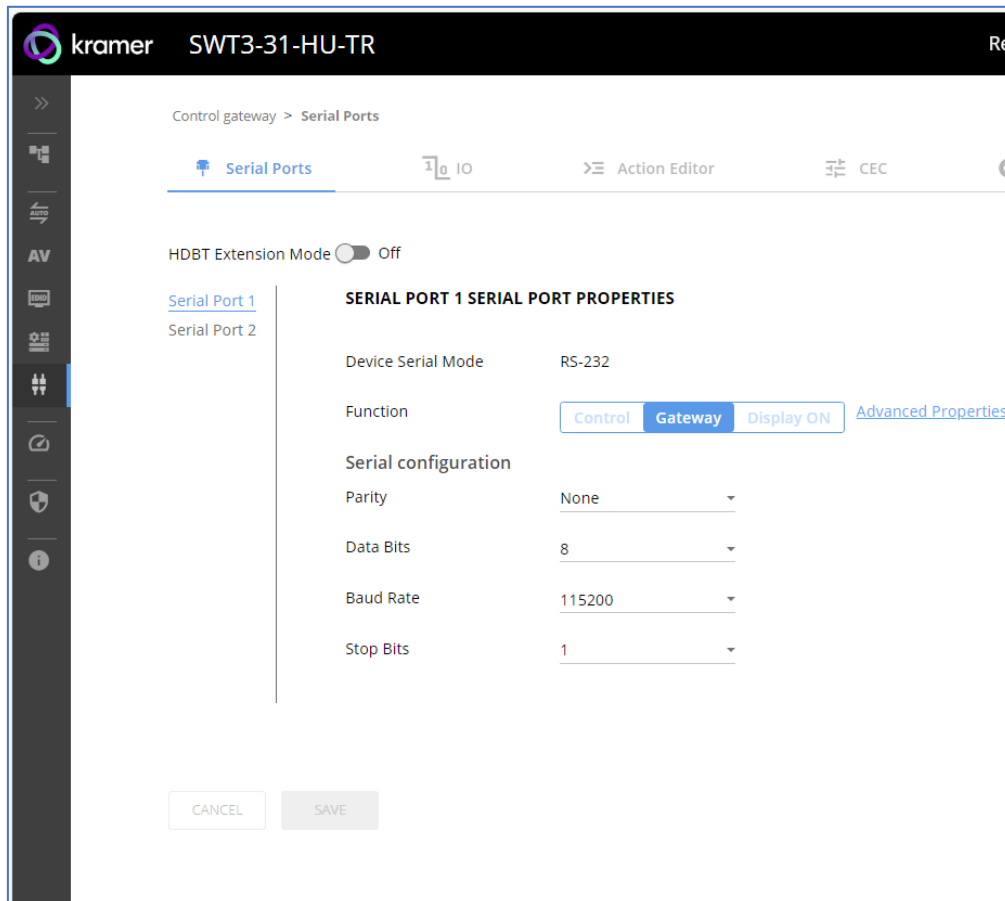 kramer SWT3-31-HU-TR Re
Control gateway > Serial Ports
Serial Ports IO Action Editor CEC
HDBT Extension Mode Off
AUTO
AV
EDID
Serial Port 1
Serial Port 2
SERIAL PORT 1 SERIAL PORT PROPERTIES
Device Serial Mode RS-232
Function Control Gateway Display ON Advanced Properties
Serial configuration
Parity None
Data Bits 8
Baud Rate 115200
Stop Bits 1
CANCEL SAVE